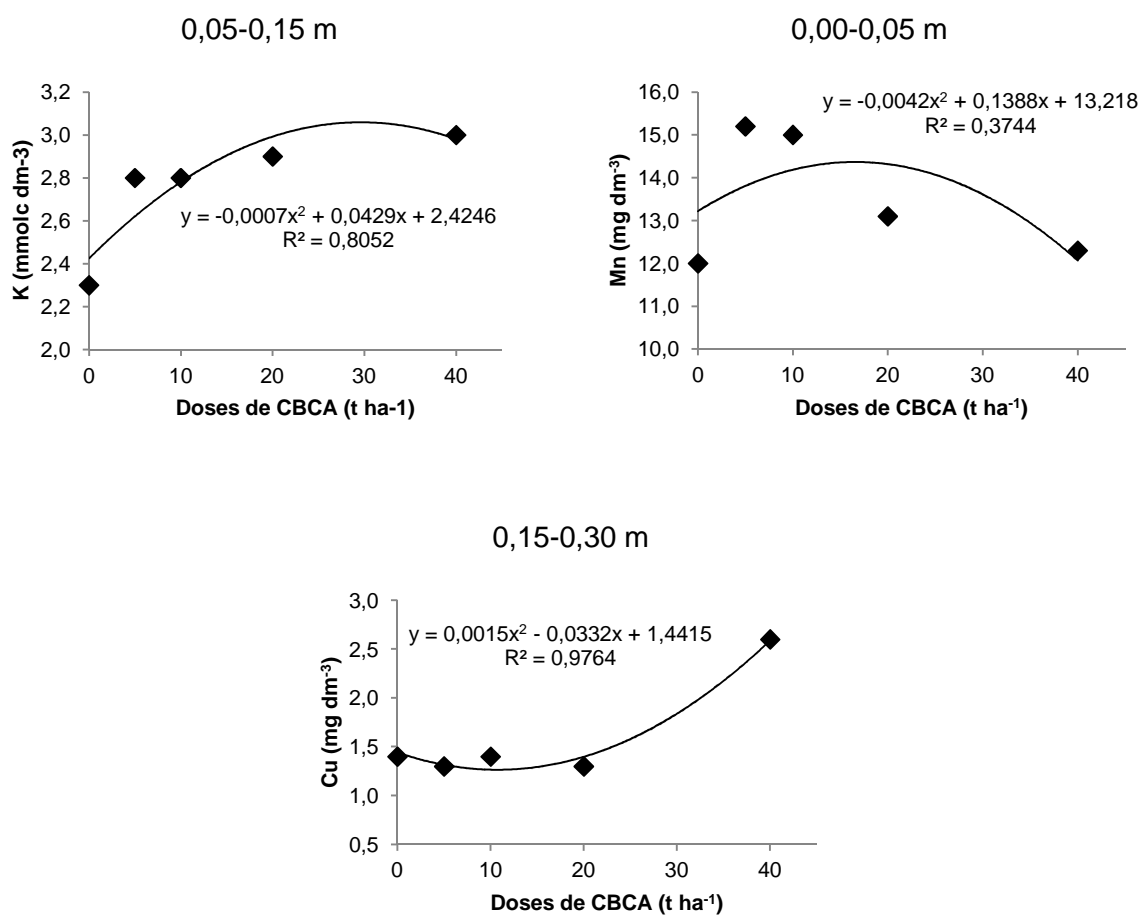 0,05-0,15 m
3,2
3,0
2,8
2,6
2,4
2,2
2,0
K (mmolc dm-3)
y = -0,0007x² + 0,0429x + 2,4246
R² = 0,8052
0 10 20 30 40
Doses de CBCA (t ha-1)
0,00-0,05 m
16,0
15,0
14,0
13,0
12,0
11,0
10,0
Mn (mg dm⁻³)
y = -0,0042x² + 0,1388x + 13,218
R² = 0,3744
0 10 20 30 40
Doses de CBCA (t ha⁻¹)
0,15-0,30 m
3,0
2,5
2,0
1,5
1,0
0,5
Cu (mg dm⁻³)
y = 0,0015x² - 0,0332x + 1,4415
R² = 0,9764
0 10 20 30 40
Doses de CBCA (t ha⁻¹)